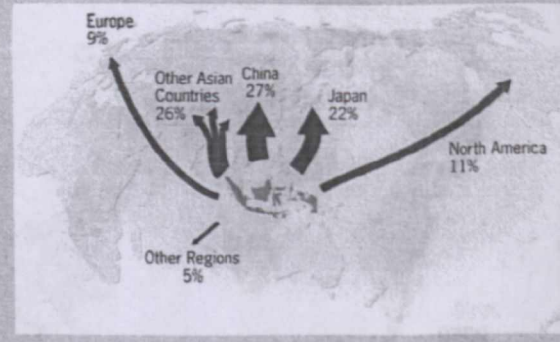 Europe
9%
Other Asian
Countries
26%
China
27%
Japan
22%
North America
11%
Other Regions
5%